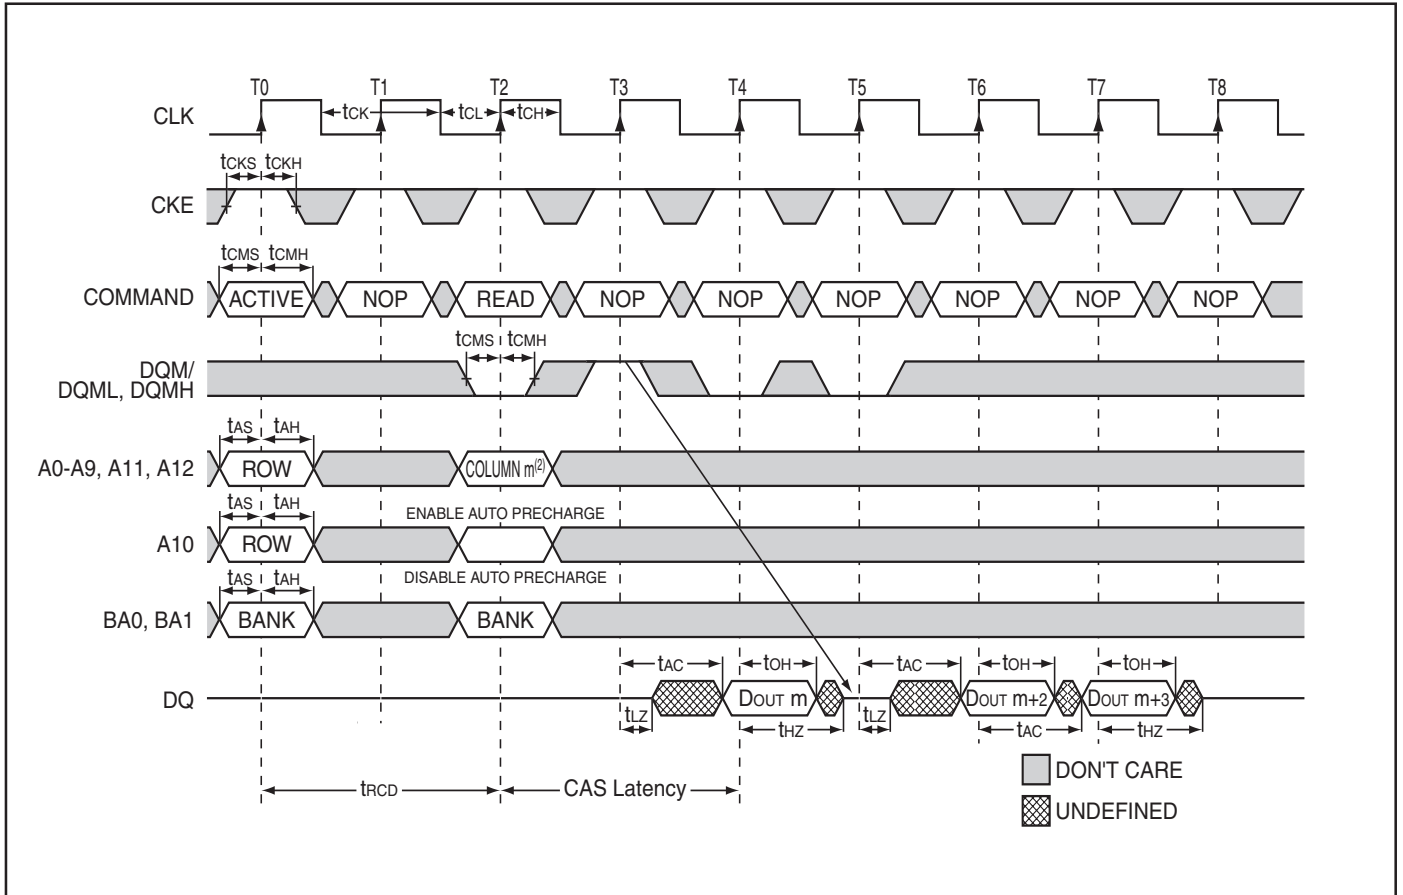 T0 T1 T2 T3 T4 T5 T6 T7 T8
CLK tCK tCL tCH
tCKS tCKH
CKE
tCMS tCMH
COMMAND ACTIVE NOP READ NOP NOP NOP NOP NOP NOP
tCMS tCMH
DQM/
DQML, DQMH
tAS tAH
A0-A9, A11, A12 ROW COLUMN m(2)
tAS tAH ENABLE AUTO PRECHARGE
A10 ROW
tAS tAH DISABLE AUTO PRECHARGE
BA0, BA1 BANK BANK
tAC tOH tAC tOH tOH
DQ DOUT m DOUT m+2 DOUT m+3
tLZ tHZ tLZ tAC tHZ
DON'T CARE
tRCD CAS Latency
UNDEFINED